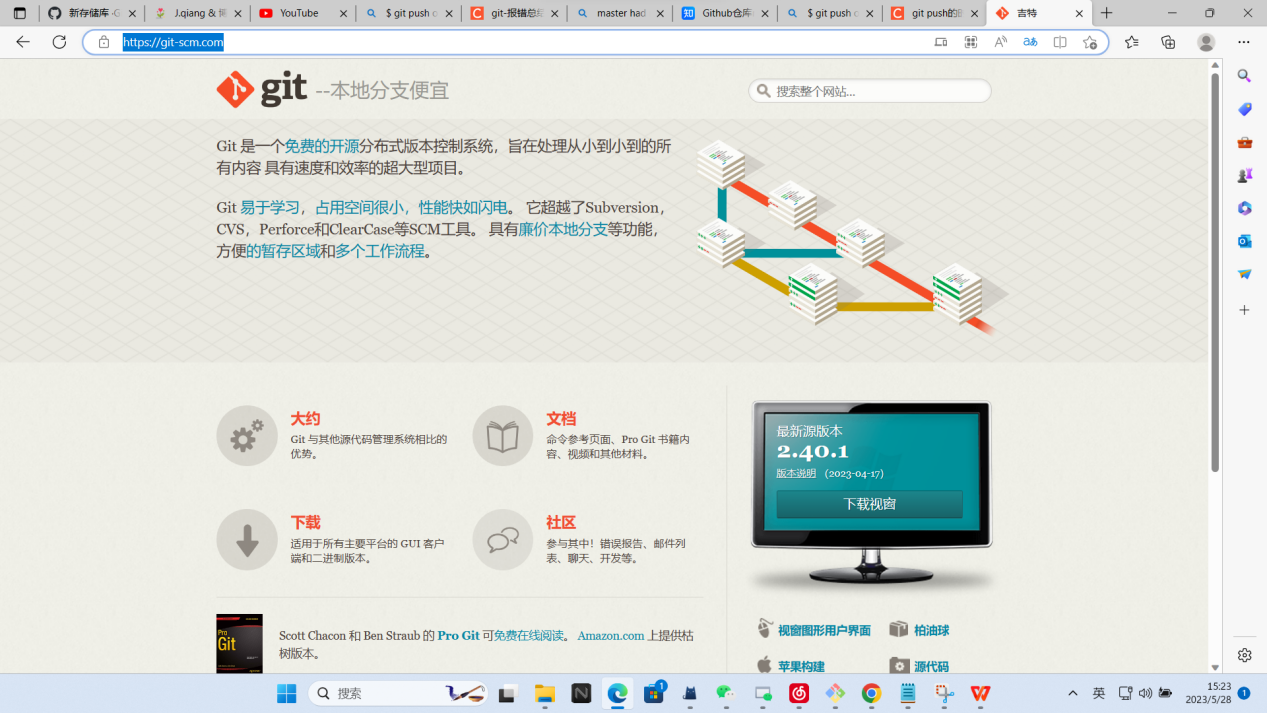 新存储库 ·G
J.qiang &
YouTube
$ git push o
git-报描总结
master had
知
Github仓库
$ git push o
git push的
吉特
https://git-scm.com
git --本地分支便宜
搜索整个网站...
Git 是一个免费的开源分布式版本控制系统，旨在处理从小到小到的所
有内容 具有速度和效率的超大型项目。
Git 易于学习，占用空间很小，性能快如闪电。 它超越了Subversion，
CVS，Perforce和ClearCase等SCM工具。 具有廉价本地分支等功能，
方便的暂存区域和多个工作流程。
大约
Git 与其他源代码管理系统相比的
优势。
文档
命令参考页面、Pro Git 书籍内
容、视频和其他材料。
下载
适用于所有主要平台的 GUI 客户
端和二进制版本。
社区
参与其中！错误报告、邮件列
表、聊天、开发等。
最新源版本
2.40.1
版本说明 （2023-04-17）
下载视窗
Pro
Git
Scott Chacon 和 Ben Straub 的 Pro Git 可免费在线阅读。 Amazon.com 上提供枯
树版本。
视窗图形用户界面
柏油球
苹果构建
源代码
搜索
1
英
15:23
2023/5/28
1